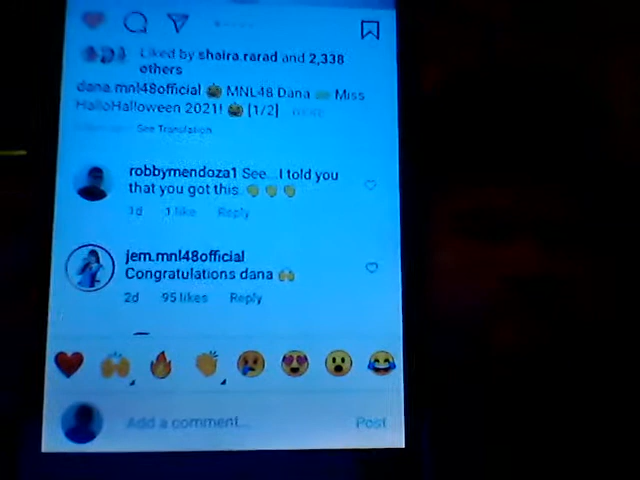 Liked by shaira.rarad and 2,338
others
dana.mnl48official 🎃 MNL48 Dana Miss
HalloHalloween 2021! 🎃 [1/2] more
See Translation
robbymendoza1 See...I told you
that you got this. 👏👏👏
1d 1 like Reply
jem.mnl48official
Congratulations dana 🙌
2d 95 likes Reply
Add a comment... Post